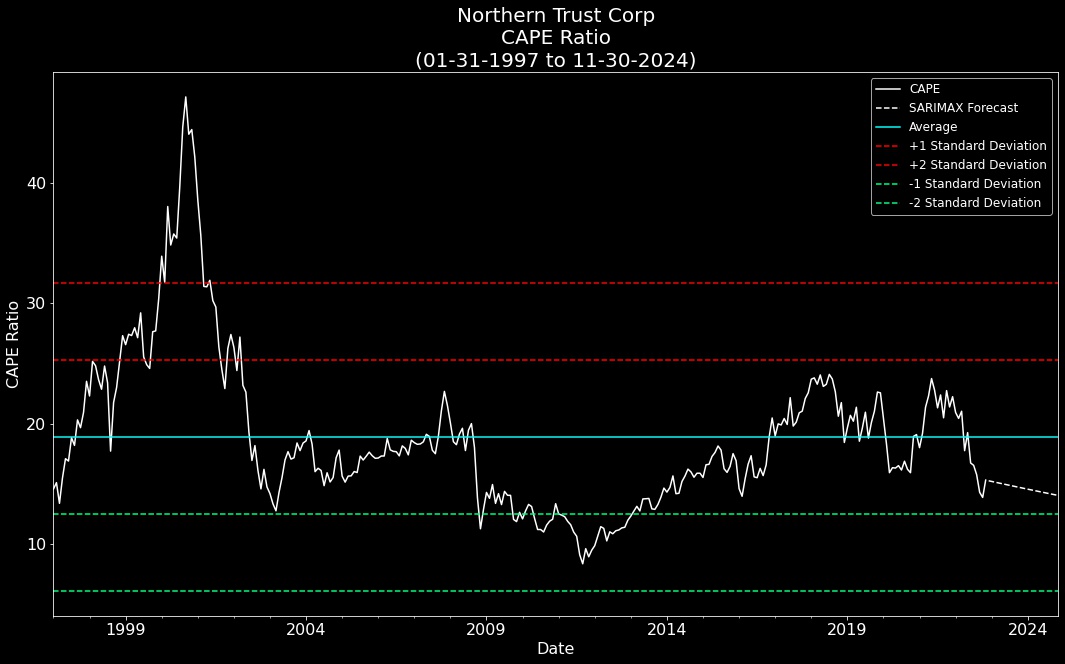 Northern Trust Corp
CAPE Ratio
(01-31-1997 to 11-30-2024)
CAPE
SARIMAX Forecast
Average
+1 Standard Deviation
+2 Standard Deviation
-1 Standard Deviation
-2 Standard Deviation
CAPE Ratio
40
30
20
10
1999
2004
2009
2014
2019
2024
Date